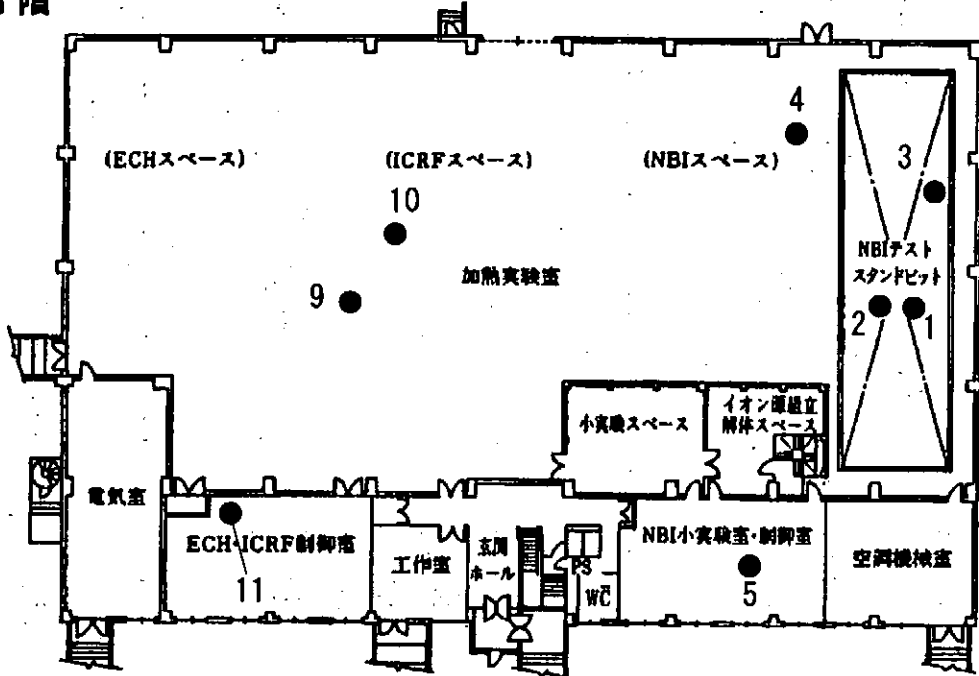 階
4
(ECHスペース)
(ICRFスペース)
(NBIスペース)
3
10
NBIテスト
スタンドピット
加熱実験室
9
2
1
小実験スペース
イオン源組立
解体スペース
電気室
ECH·ICRF制御室
工作室
玄関
ホール
PS
WC
NBI小実験室·制御室
空調機械室
11
5